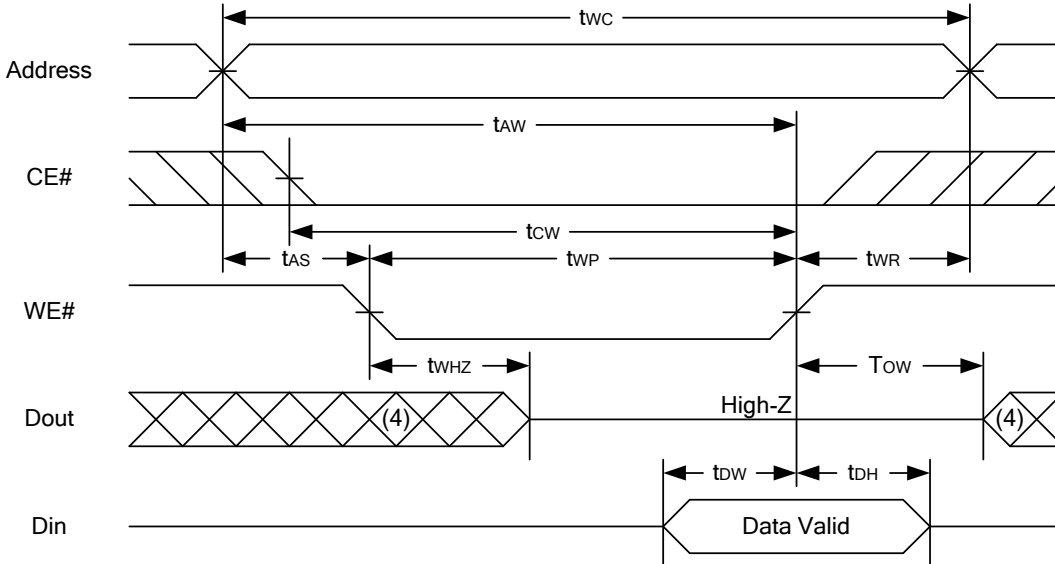 tWC
Address
tAW
CE#
tCW
tAS
tWP
tWR
WE#
tWHZ
TOW
Dout
(4)
High-Z
(4)
tDW
tDH
Din
Data Valid